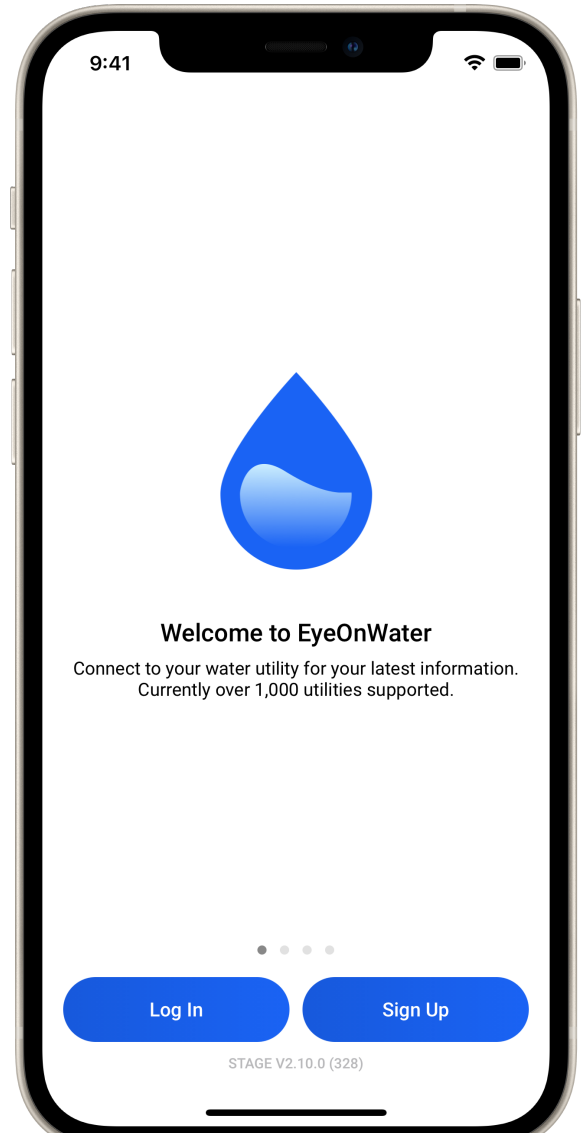 9:41
Welcome to EyeOnWater
Connect to your water utility for your latest information.
Currently over 1,000 utilities supported.
Log In
Sign Up
STAGE V2.10.0 (328)